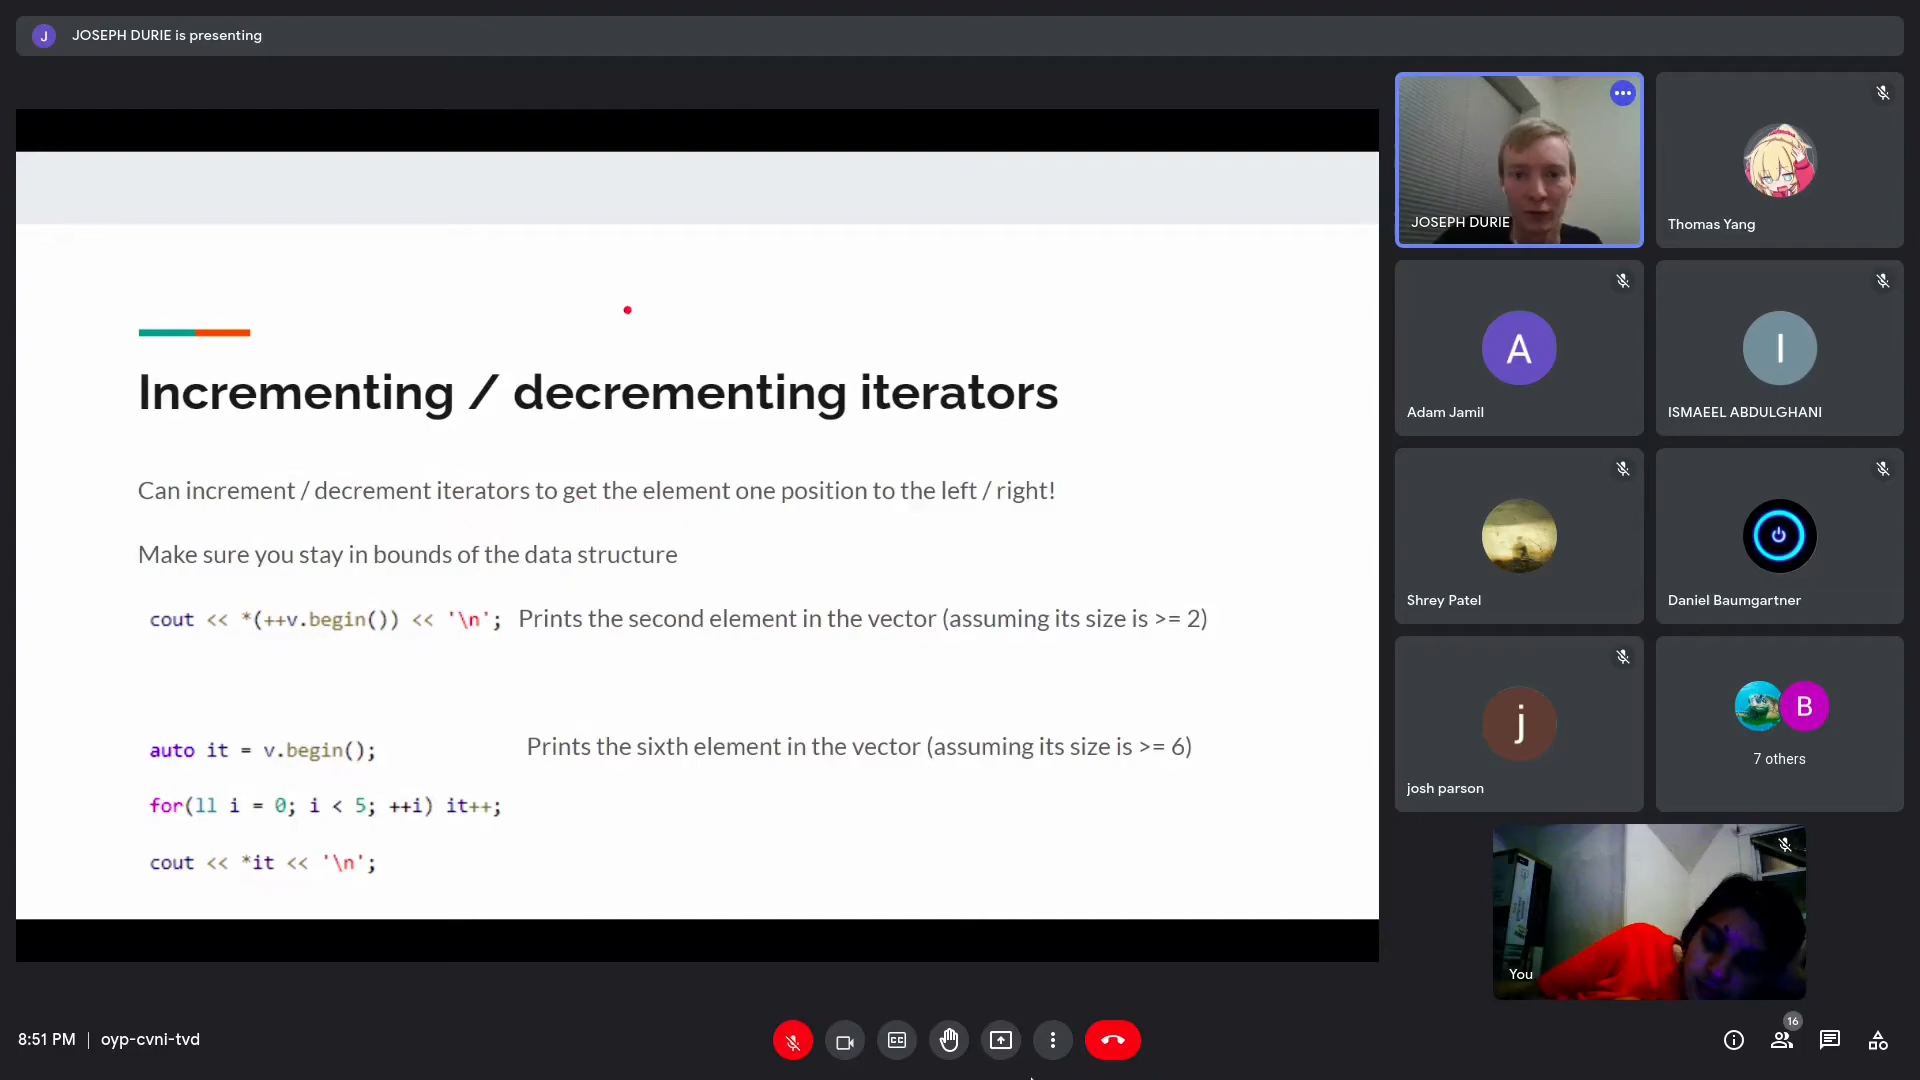 J JOSEPH DURIE is presenting
Incrementing / decrementing iterators
Can increment / decrement iterators to get the element one position to the left / right!
Make sure you stay in bounds of the data structure
cout << *(++v.begin()) << '\n'; Prints the second element in the vector (assuming its size is >= 2)
auto it = v.begin(); Prints the sixth element in the vector (assuming its size is >= 6)
for(ll i = 0; i < 5; ++i) it++;
cout << *it << '\n';
JOSEPH DURIE
Thomas Yang
A
Adam Jamil
I
ISMAEEL ABDULGHANI
Shrey Patel
Daniel Baumgartner
j
josh parson
B
7 others
You
8:51 PM | oyp-cvni-tvd
16